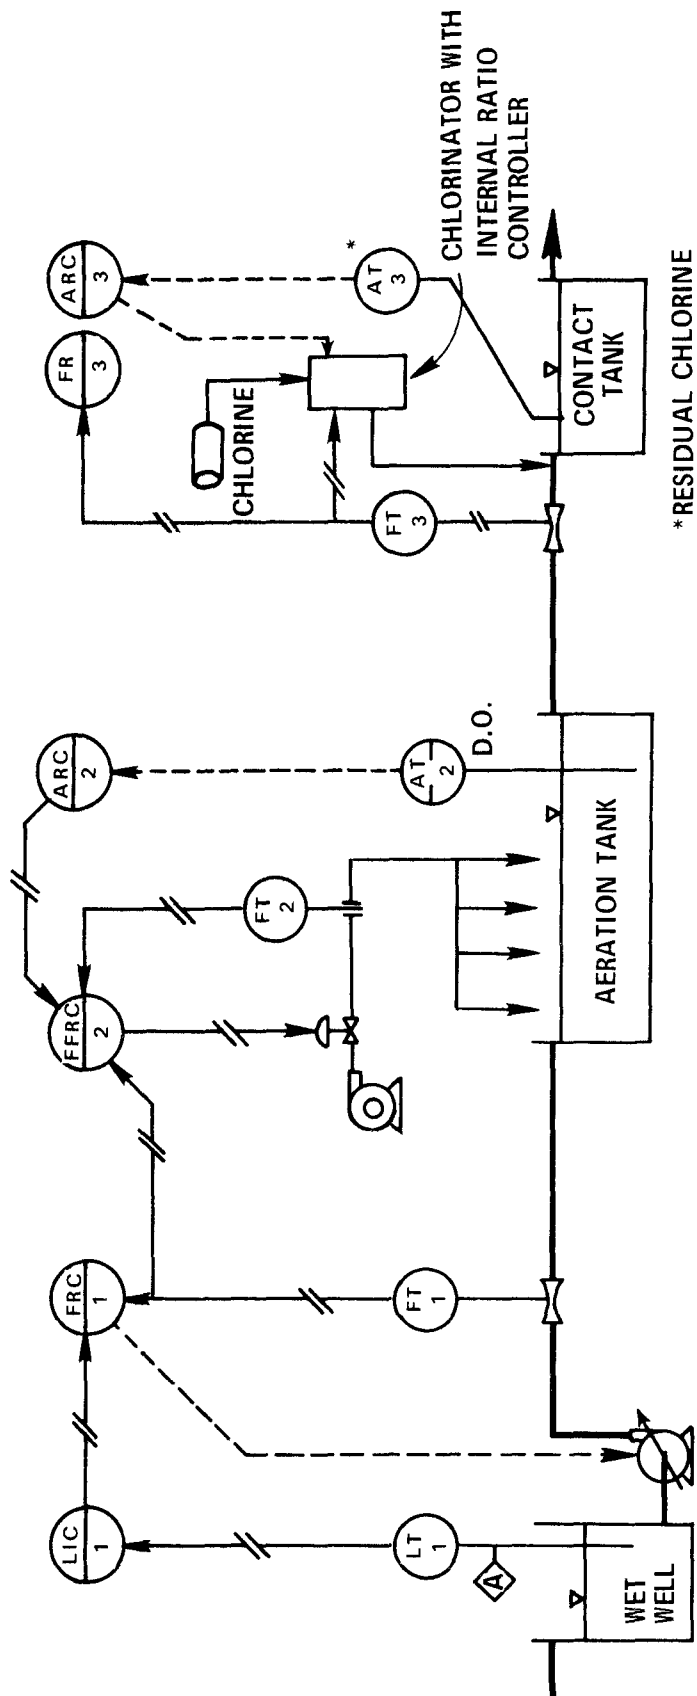 LIC
1
FRC
1
FFRC
2
ARC
2
FR
3
ARC
3
LT
1
A
FT
1
FT
2
AT
2
D.O.
FT
3
CHLORINE
AT
3
*
CHLORINATOR WITH
INTERNAL RATIO
CONTROLLER
WET
WELL
AERATION TANK
CONTACT
TANK
*RESIDUAL CHLORINE